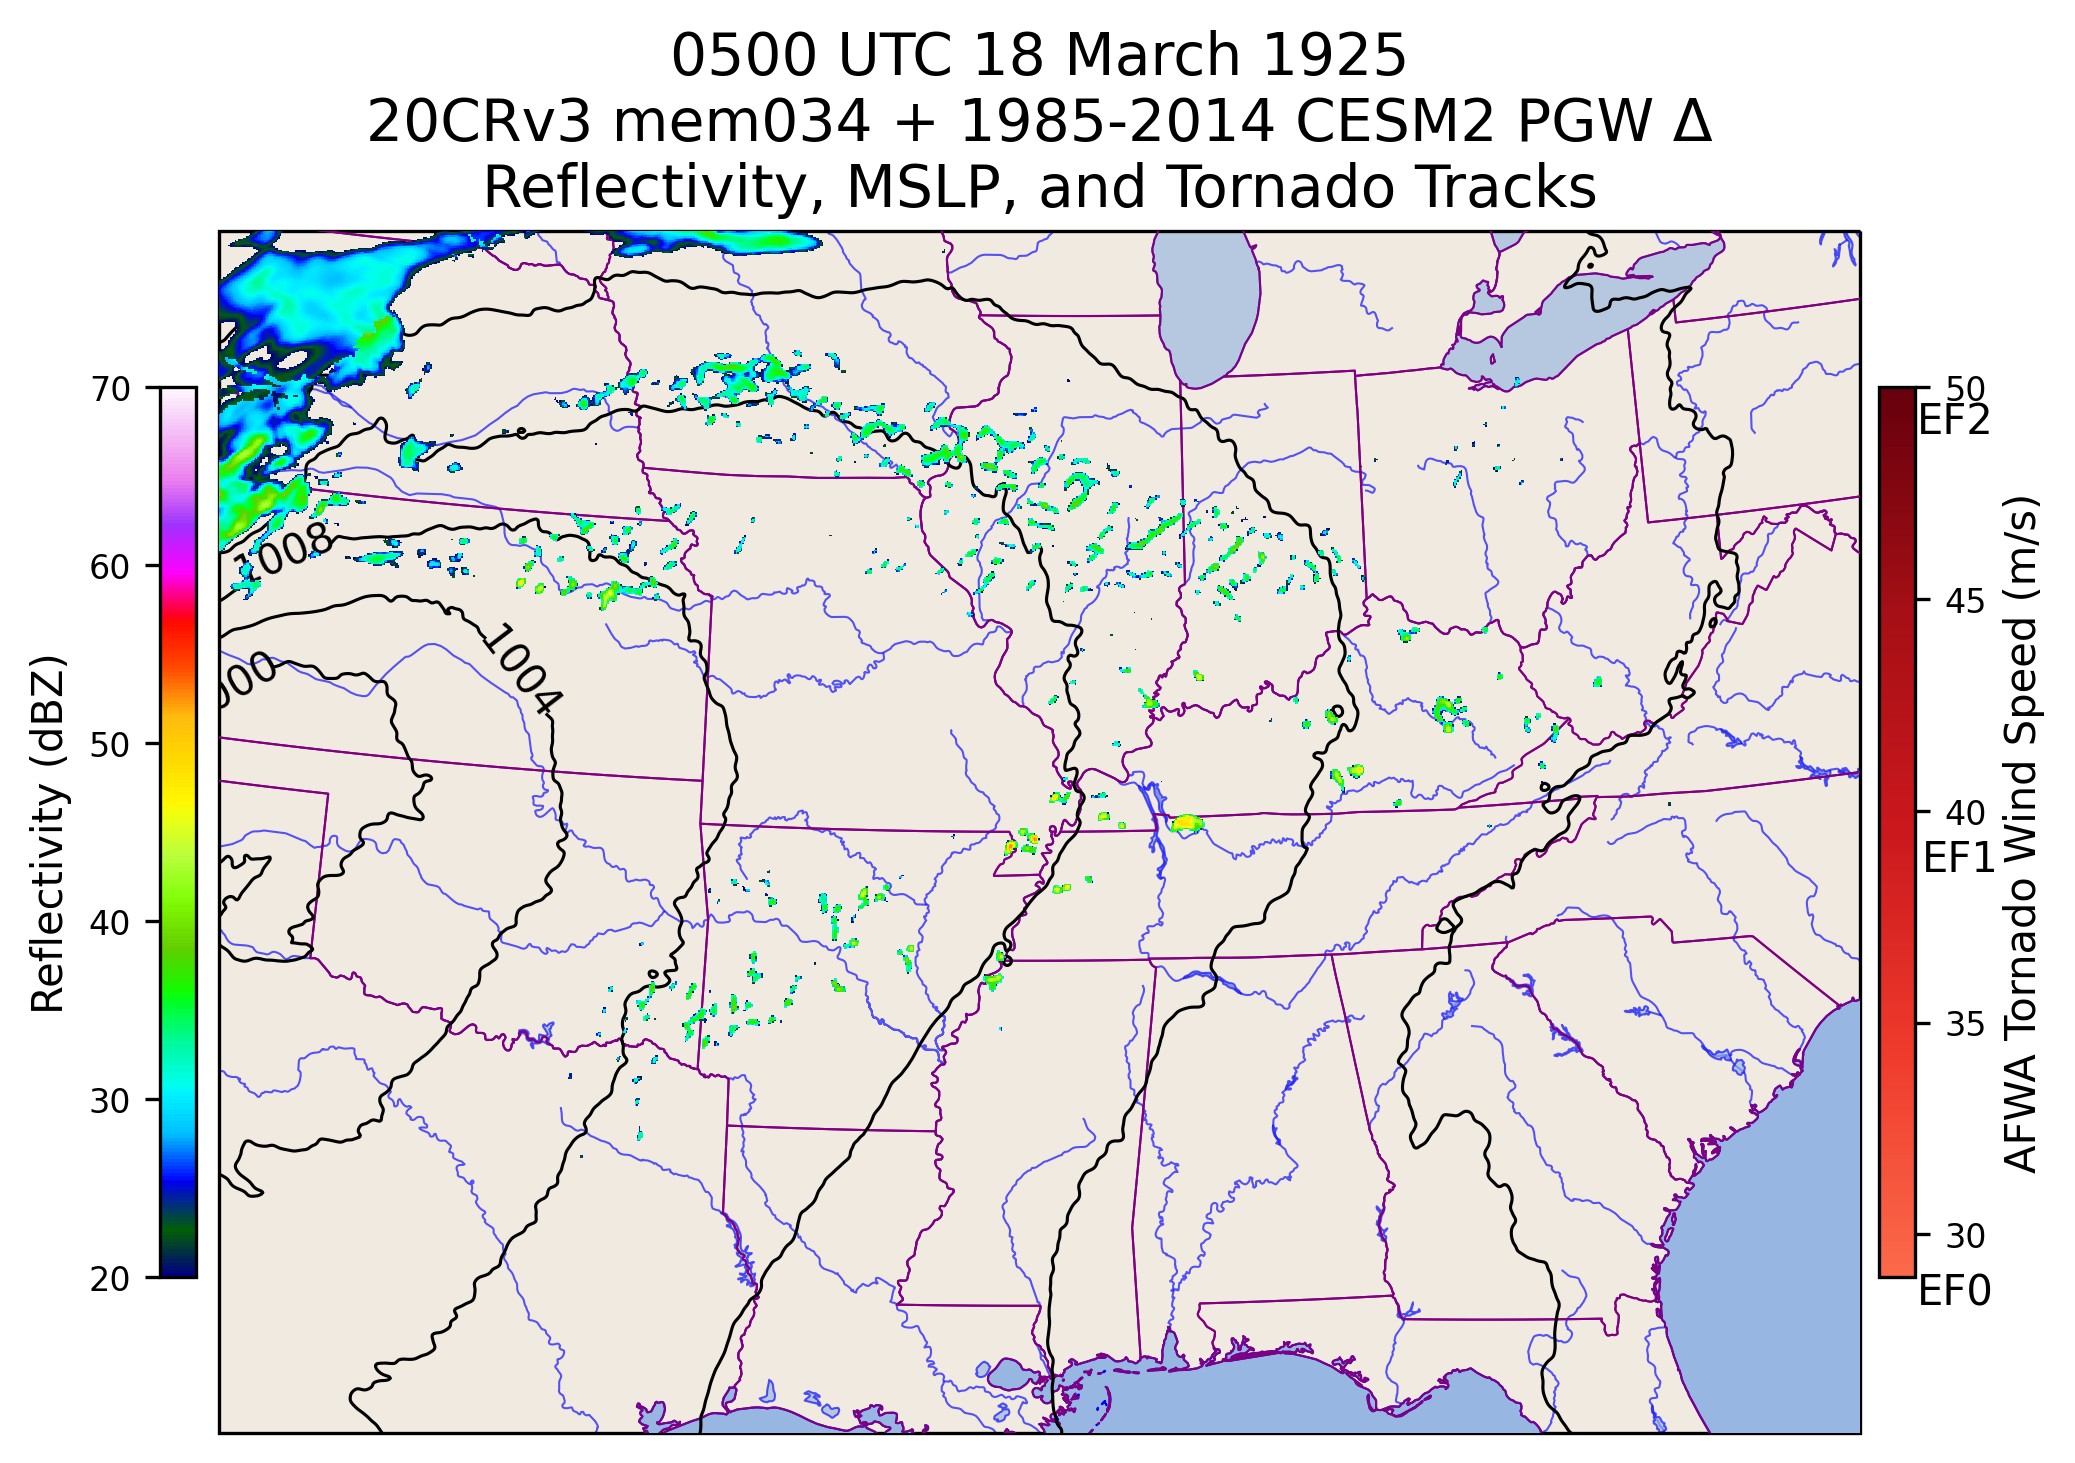 0500 UTC 18 March 1925
20CRv3 mem034 + 1985-2014 CESM2 PGW Δ
Reflectivity, MSLP, and Tornado Tracks
70
60
50
40
30
20
Reflectivity (dBZ)
1008
1004
000
50
EF2
45
40
EF1
35
30
EF0
AFWA Tornado Wind Speed (m/s)